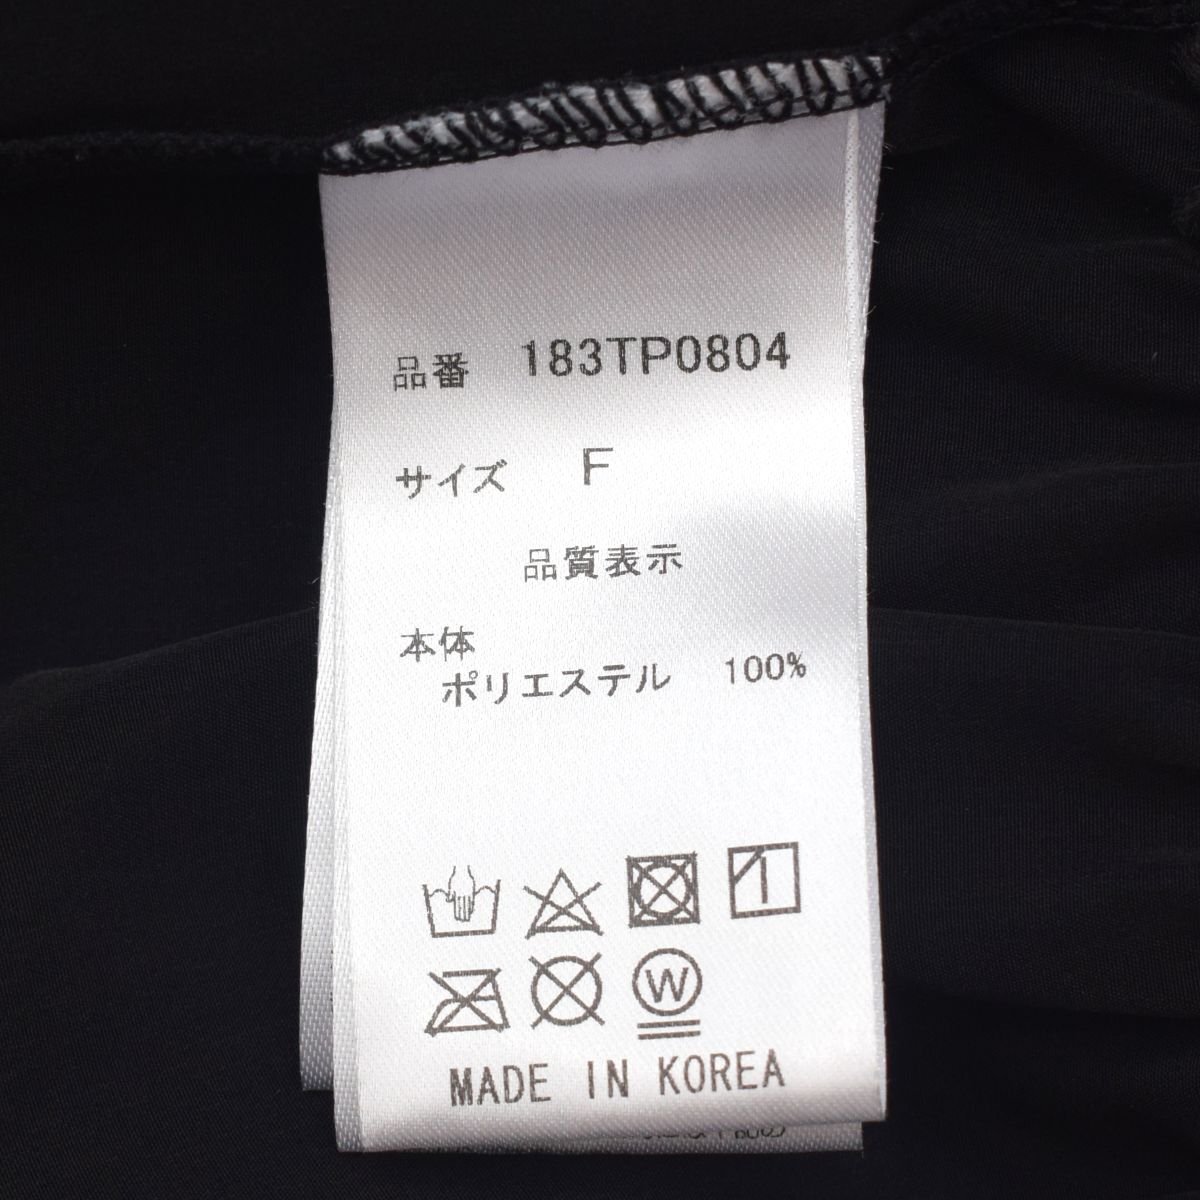 品番 183TP0804
サイズ F
品質表示
本体
ポリエステル 100%
W
MADE IN KOREA